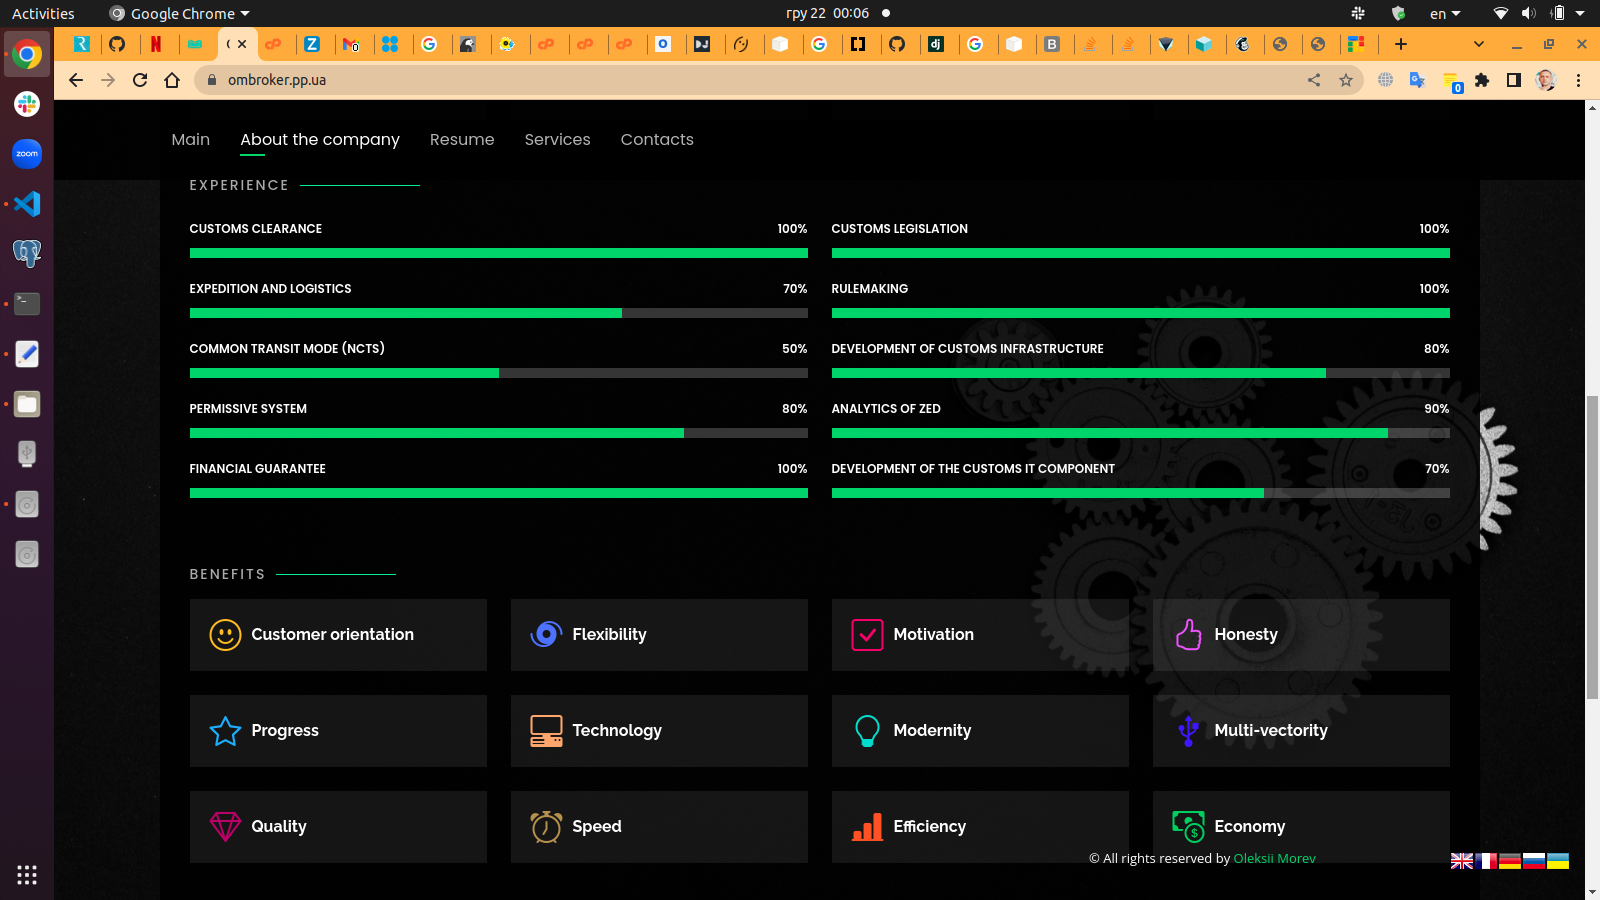 Activities
Google Chrome
гру 22 00:06
en
ombroker.pp.ua
0
zoom
Main
About the company
Resume
Services
Contacts
EXPERIENCE
CUSTOMS CLEARANCE 100%
CUSTOMS LEGISLATION 100%
EXPEDITION AND LOGISTICS 70%
RULEMAKING 100%
COMMON TRANSIT MODE (NCTS) 50%
DEVELOPMENT OF CUSTOMS INFRASTRUCTURE 80%
PERMISSIVE SYSTEM 80%
ANALYTICS OF ZED 90%
FINANCIAL GUARANTEE 100%
DEVELOPMENT OF THE CUSTOMS IT COMPONENT 70%
BENEFITS
Customer orientation
Flexibility
Motivation
Honesty
Progress
Technology
Modernity
Multi-vectority
Quality
Speed
Efficiency
Economy
© All rights reserved by Oleksii Morev